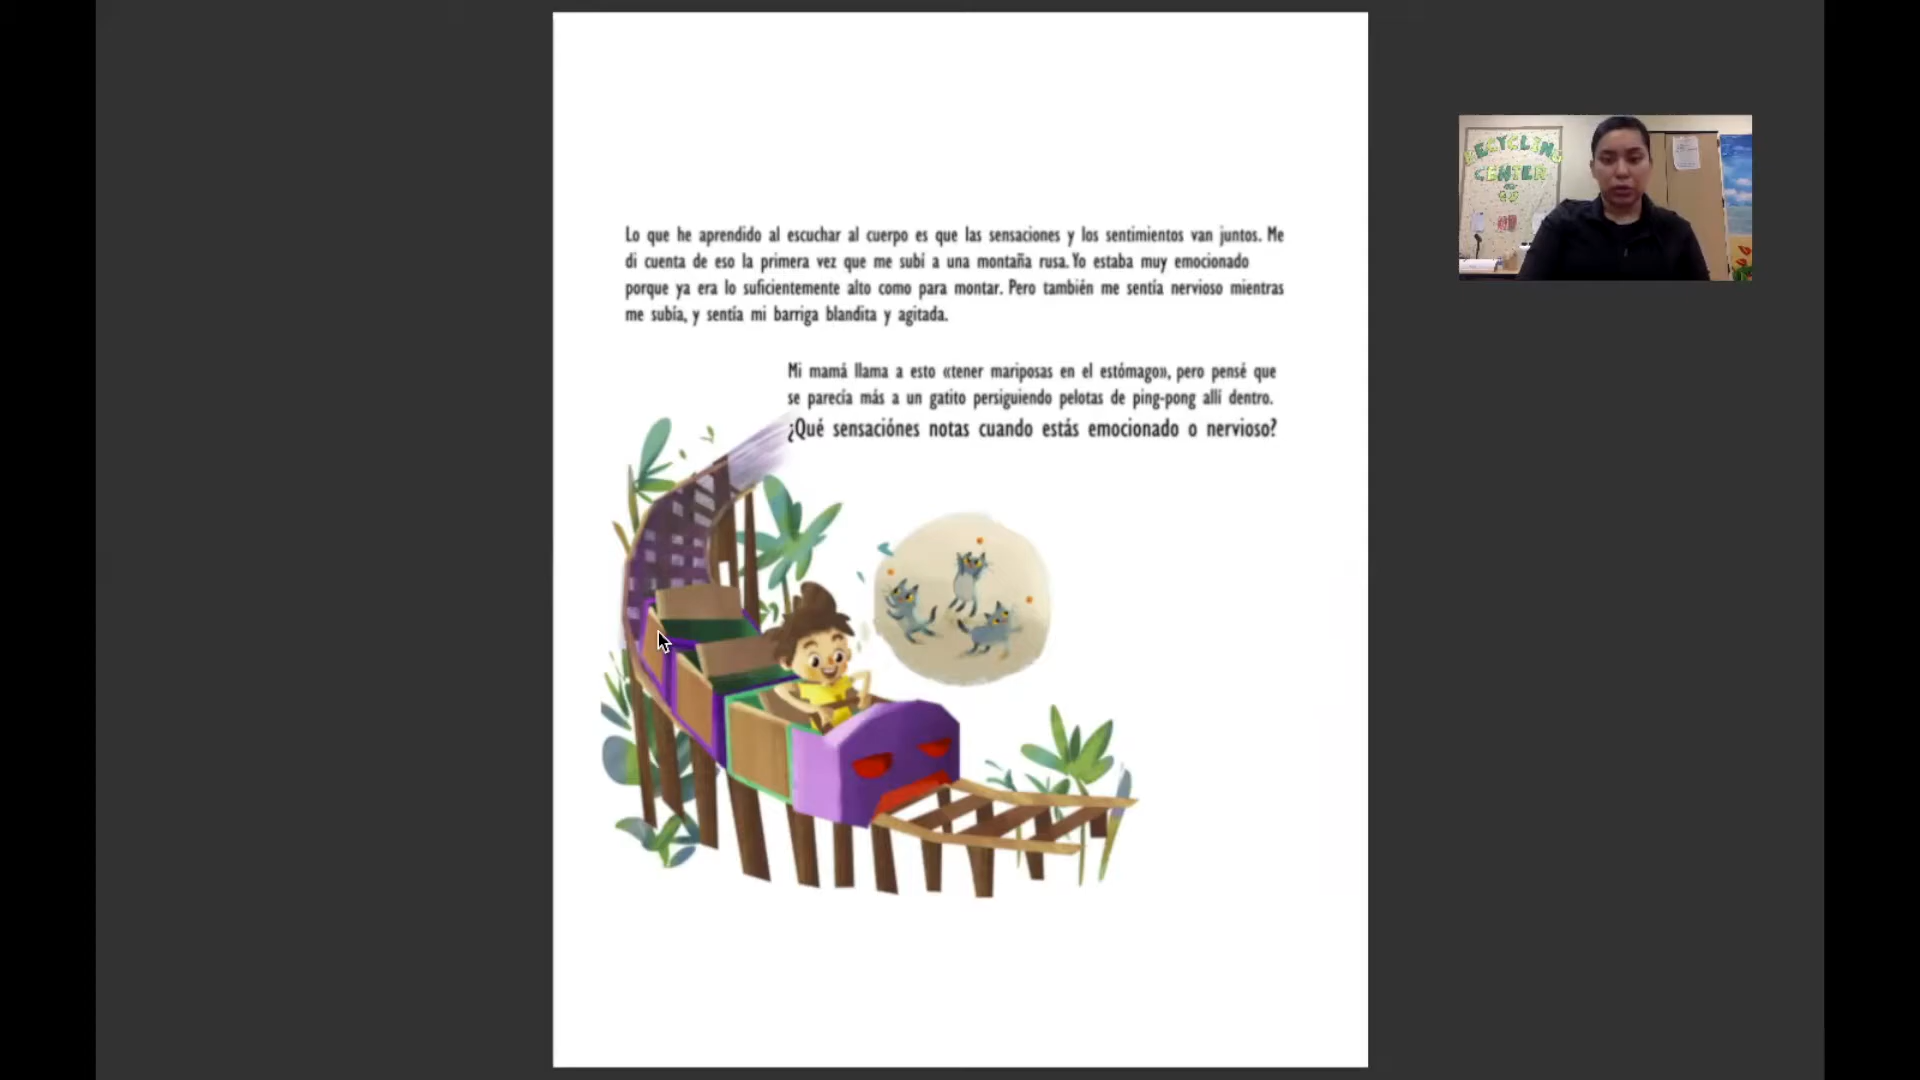 Lo que he aprendido al escuchar al cuerpo es que las sensaciones y los sentimientos van juntos. Me
di cuenta de eso la primera vez que me subí a una montaña rusa. Yo estaba muy emocionado
porque ya era lo suficientemente alto como para montar. Pero también me sentía nervioso mientras
me subía, y sentía mi barriga blandita y agitada.
Mi mamá llama a esto «tener mariposas en el estómago», pero pensé que
se parecía más a un gatito persiguiendo pelotas de ping-pong allí dentro.
¿Qué sensaciónes notas cuando estás emocionado o nervioso?
RECYCLING
CENTER